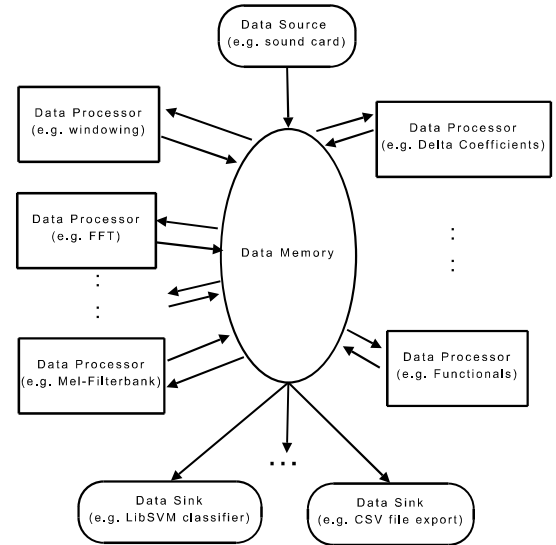 Data Source
(e.g. sound card)
Data Processor
(e.g. windowing)
Data Processor
(e.g. Delta Coefficients)
Data Processor
(e.g. FFT)
Data Memory
Data Processor
(e.g. Mel-Filterbank)
Data Processor
(e.g. Functionals)
...
Data Sink
(e.g. LibSVM classifier)
Data Sink
(e.g. CSV file export)